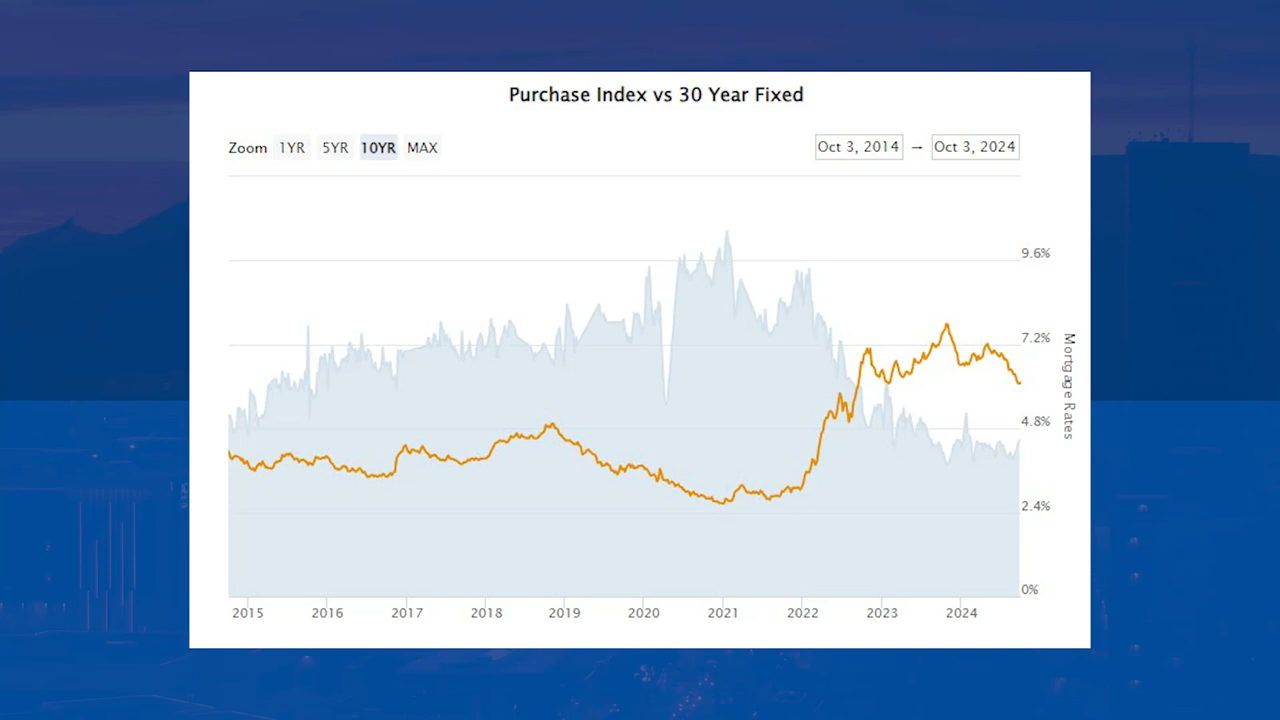 Purchase Index vs 30 Year Fixed
Zoom 1YR 5YR 10YR MAX Oct 3, 2014 → Oct 3, 2024
9.6%
7.2%
4.8%
2.4%
0%
Mortgage Rates
2015 2016 2017 2018 2019 2020 2021 2022 2023 2024